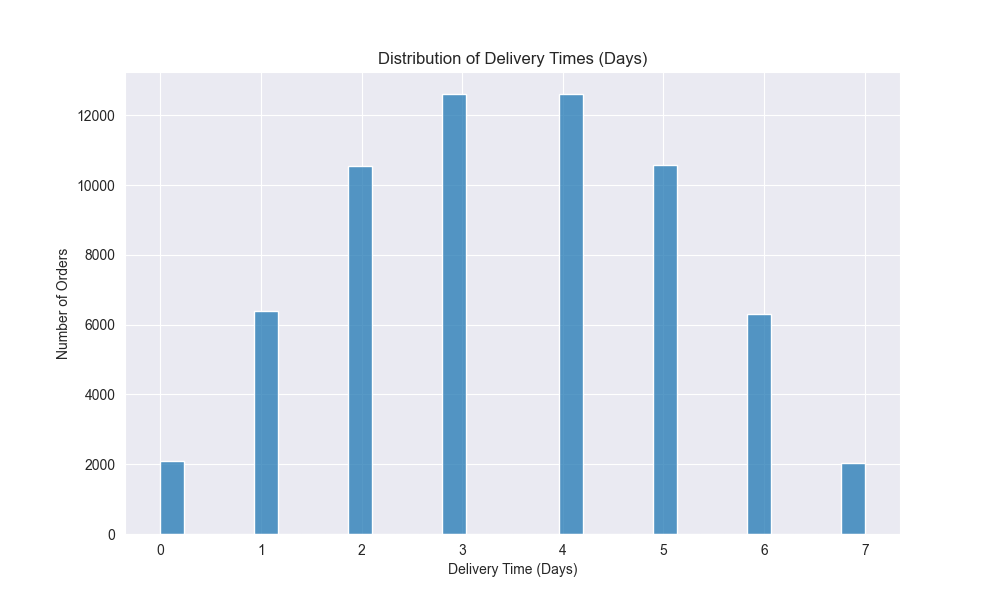 Distribution of Delivery Times (Days)
12000
10000
8000
6000
4000
2000
0
Number of Orders
0 1 2 3 4 5 6 7
Delivery Time (Days)